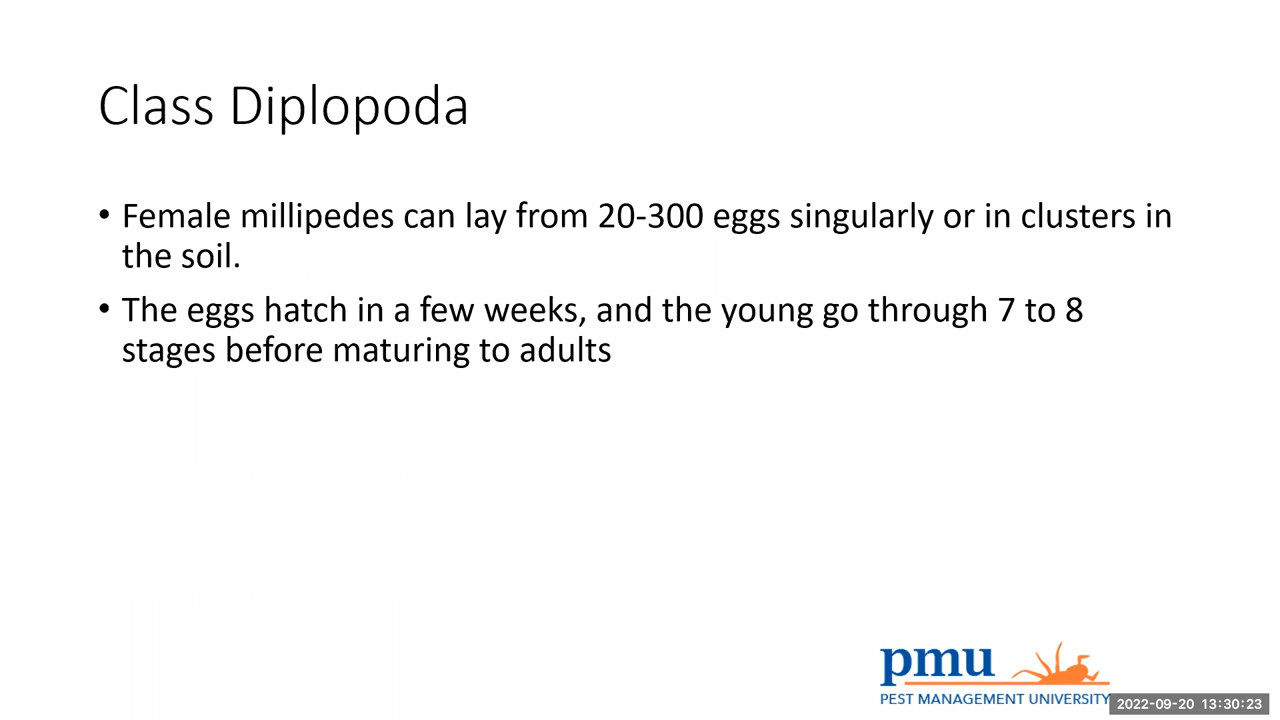 Class Diplopoda
• Female millipedes can lay from 20-300 eggs singularly or in clusters in
the soil.
• The eggs hatch in a few weeks, and the young go through 7 to 8
stages before maturing to adults
pmu
PEST MANAGEMENT UNIVERSITY
2022-09-20 13:30:23